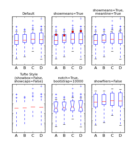 Default
showmeans=True
showmeans=True,
meanline=True
A B C D
A B C D
A B C D
Tufte Style
(showbox=False,
showcaps=False)
notch=True,
bootstrap=10000
showfliers=False
A B C D
A B C D
A B C D